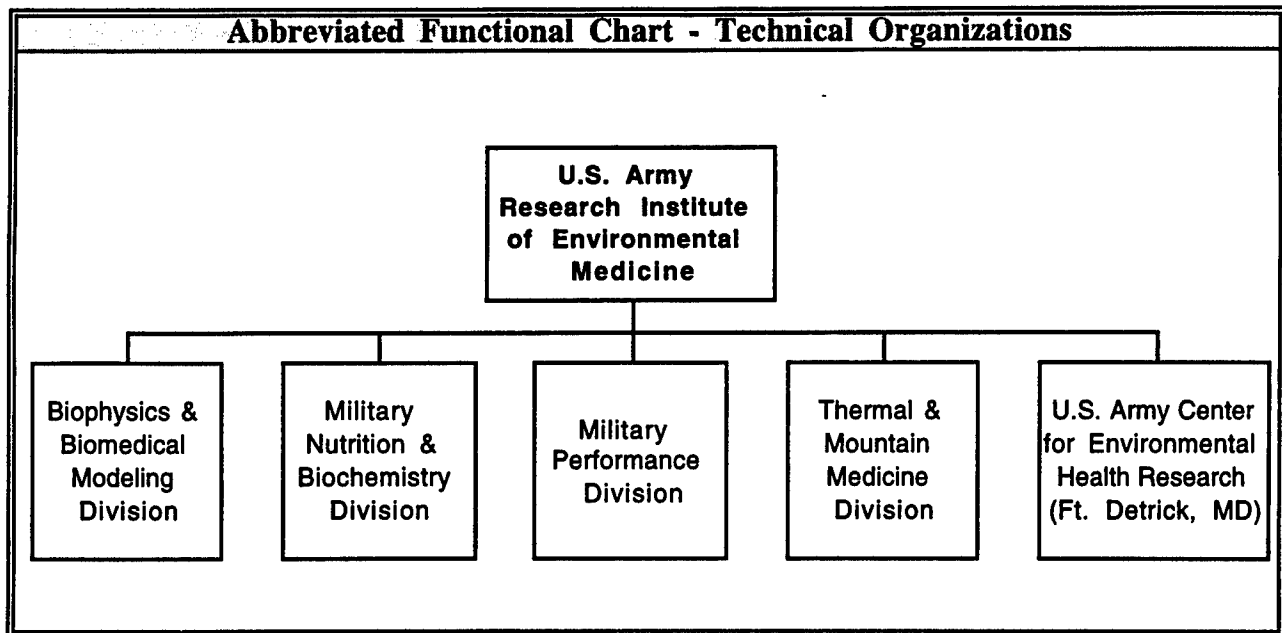 Abbreviated Functional Chart - Technical Organizations
U.S. Army
Research Institute
of Environmental
Medicine
Biophysics &
Biomedical
Modeling
Division
Military
Nutrition &
Biochemistry
Division
Military
Performance
Division
Thermal &
Mountain
Medicine
Division
U.S. Army Center
for Environmental
Health Research
(Ft. Detrick, MD)